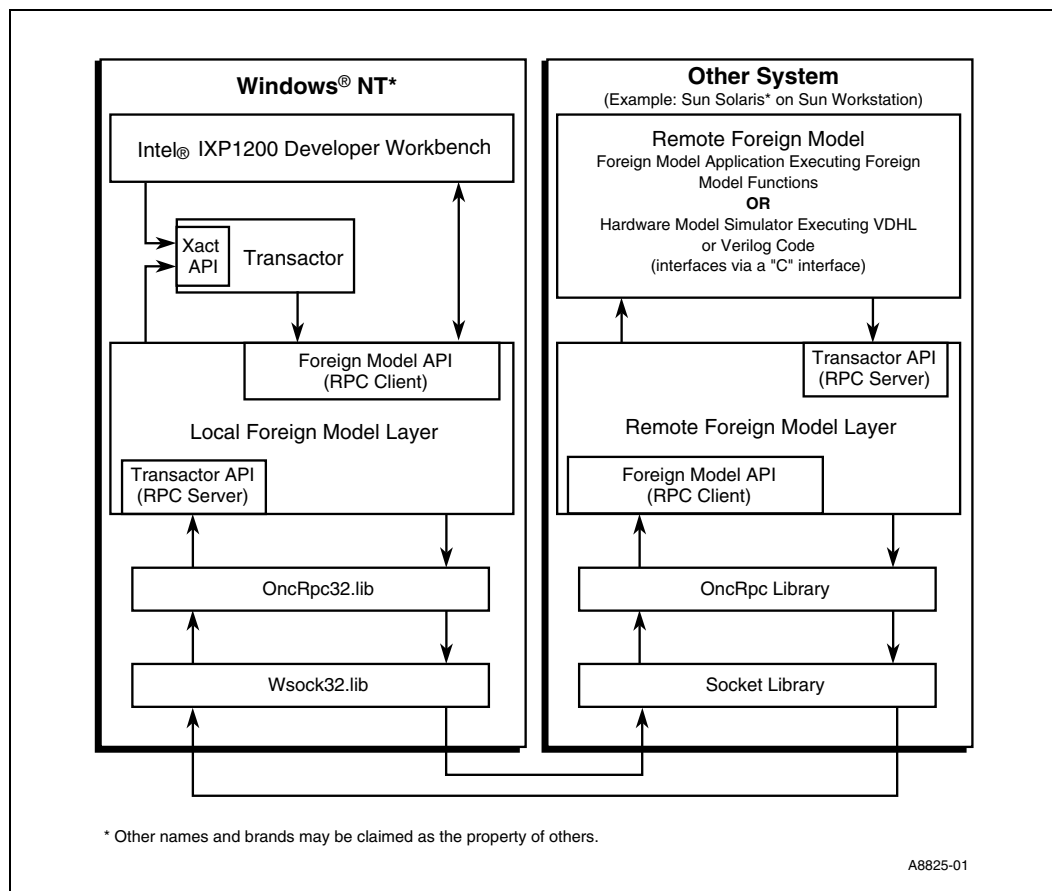 Windows® NT*
Intel® IXP1200 Developer Workbench
Xact
API
Transactor
Foreign Model API
(RPC Client)
Local Foreign Model Layer
Transactor API
(RPC Server)
OncRpc32.lib
Wsock32.lib
Other System
(Example: Sun Solaris* on Sun Workstation)
Remote Foreign Model
Foreign Model Application Executing Foreign
Model Functions
OR
Hardware Model Simulator Executing VDHL
or Verilog Code
(interfaces via a "C" interface)
Transactor API
(RPC Server)
Remote Foreign Model Layer
Foreign Model API
(RPC Client)
OncRpc Library
Socket Library
* Other names and brands may be claimed as the property of others.
A8825-01